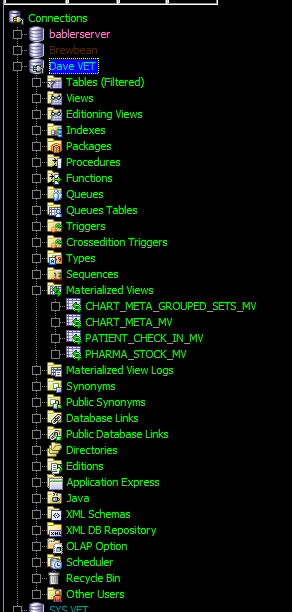 Connections
bablerserver
Brewbean
Dave VET
Tables (Filtered)
Views
Editioning Views
Indexes
Packages
Procedures
Functions
Queues
Queues Tables
Triggers
Crossedition Triggers
Types
Sequences
Materialized Views
CHART_META_GROUPED_SETS_MV
CHART_META_MV
PATIENT_CHECK_IN_MV
PHARMA_STOCK_MV
Materialized View Logs
Synonyms
Public Synonyms
Database Links
Public Database Links
Directories
Editions
Application Express
Java
XML Schemas
XML DB Repository
OLAP Option
Scheduler
Recycle Bin
Other Users
SYS VET